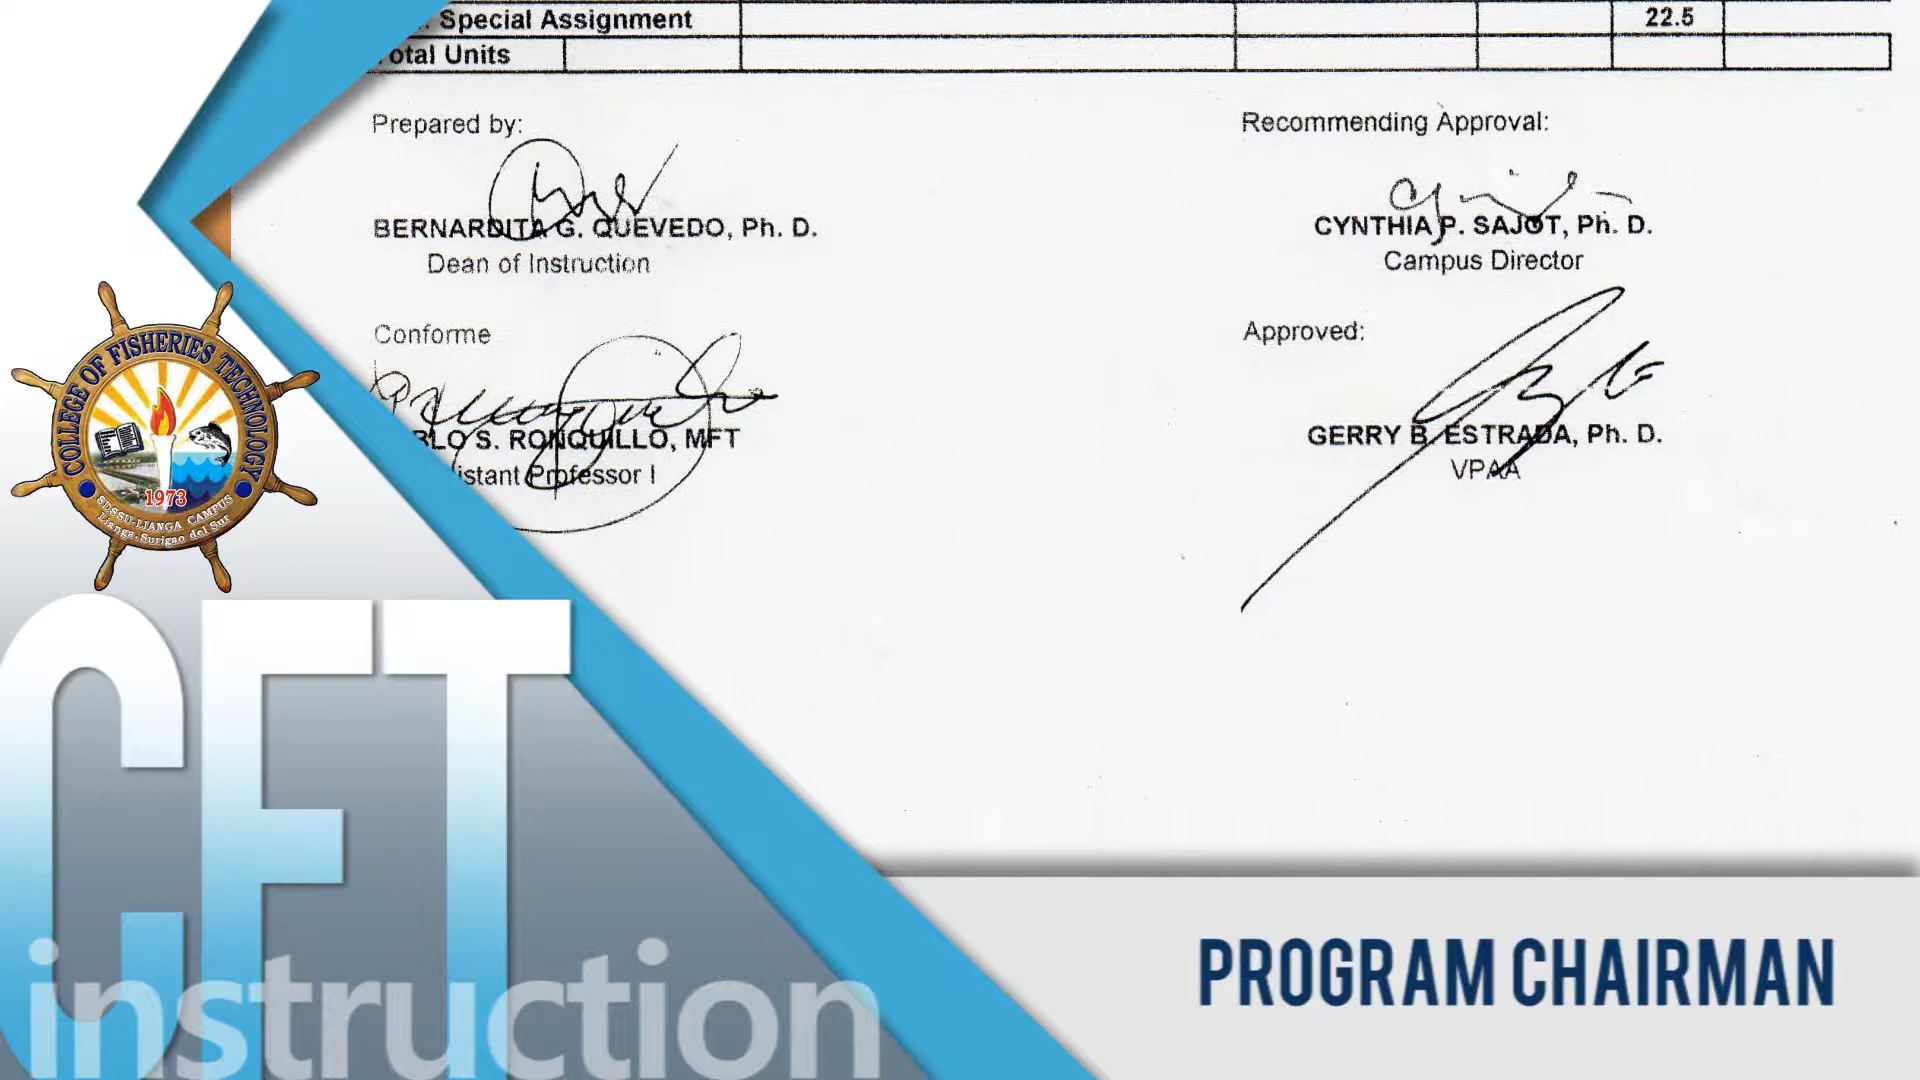 Special Assignment 22.5
otal Units
Prepared by:
Recommending Approval:
BERNARDITA G. QUEVEDO, Ph. D.
Dean of Instruction
CYNTHIA P. SAJOT, Ph. D.
Campus Director
Conforme
Approved:
BLO S. RONQUILLO, MFT
istant Professor I
GERRY B. ESTRADA, Ph. D.
VPAA
COLLEGE OF FISHERIES TECHNOLOGY
1973
SDSSU-LIANGA CAMPUS
Lianga, Surigao del Sur
CFT
instruction
PROGRAM CHAIRMAN